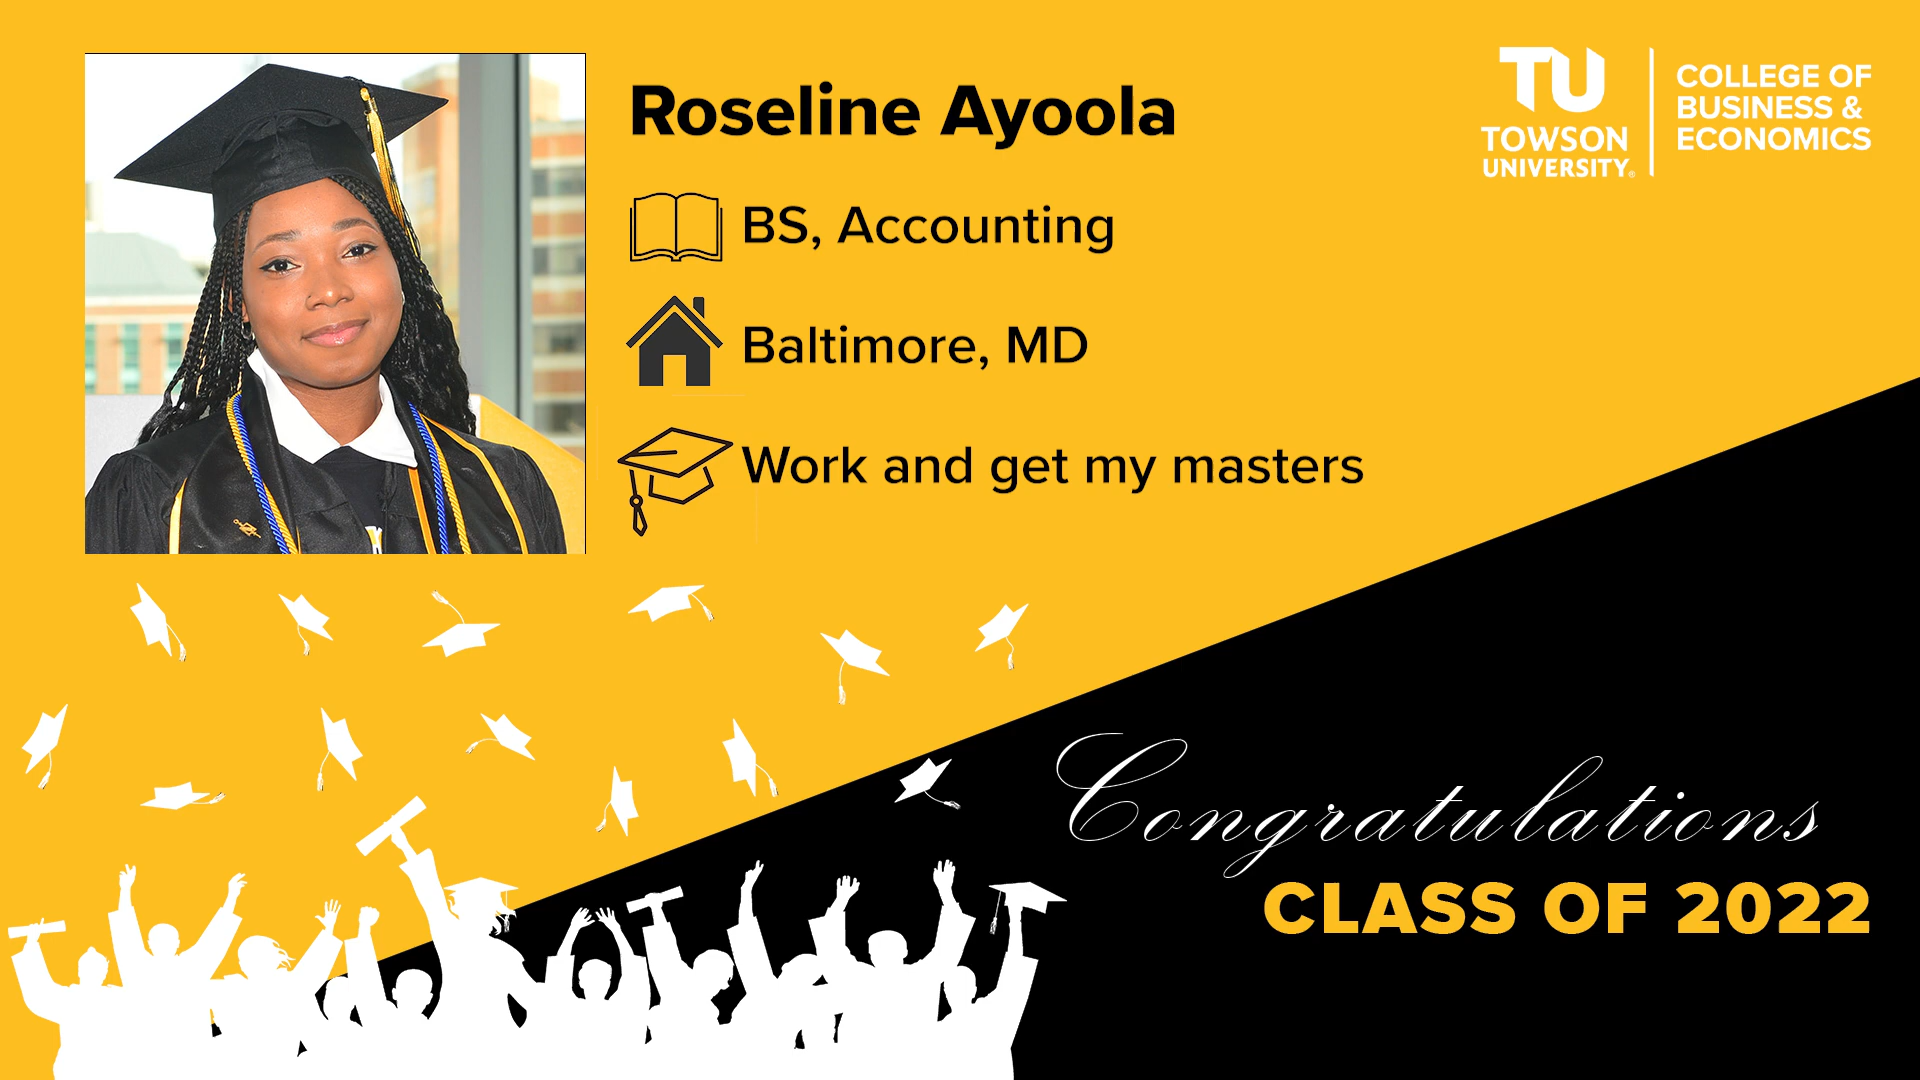 Roseline Ayoola
BS, Accounting
Baltimore, MD
Work and get my masters
TU
TOWSON
UNIVERSITY®
COLLEGE OF
BUSINESS &
ECONOMICS
Congratulations
CLASS OF 2022